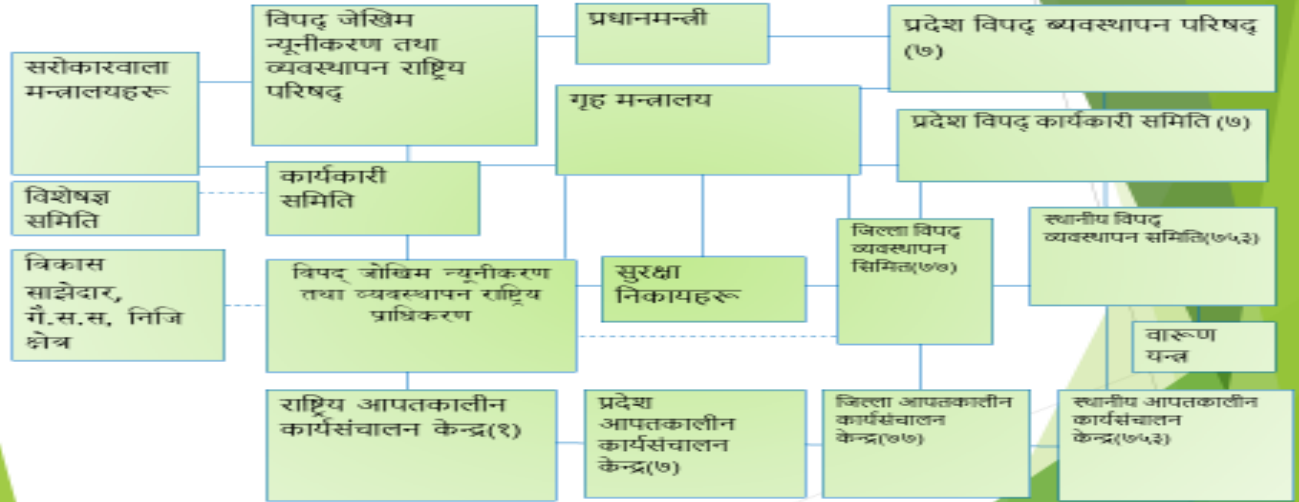 विपद् जेखिम
न्यूनीकरण तथा
व्यवस्थापन राष्ट्रिय
परिषद्
प्रधानमन्त्री
प्रदेश विपद् ब्यवस्थापन परिषद्
(७)
सरोकारवाला
मन्त्रालयहरू
गृह मन्त्रालय
प्रदेश विपद् कार्यकारी समिति (७)
कार्यकारी
समिति
विशेषज्ञ
समिति
स्थानीय विपद्
व्यवस्थापन समिति(७५३)
जिल्ला विपद्
व्यवस्थापन
सिमित(७७)
विकास
साझेदार,
गै.स.स, निजि
क्षेत्र
विपद् जोखिम न्यूनीकरण
तथा व्यवस्थापन राष्ट्रिय
प्राधिकरण
सुरक्षा
निकायहरू
वारूण
यन्त्र
राष्ट्रिय आपतकालीन
कार्यसंचालन केन्द्र(१)
प्रदेश
आपतकालीन
कार्यसंचालन
केन्द्र(७)
जिल्ला आपतकालीन
कार्यसंचालन
केन्द्र(७७)
स्थानीय आपतकालीन
कार्यसंचालन
केन्द्र(७५३)